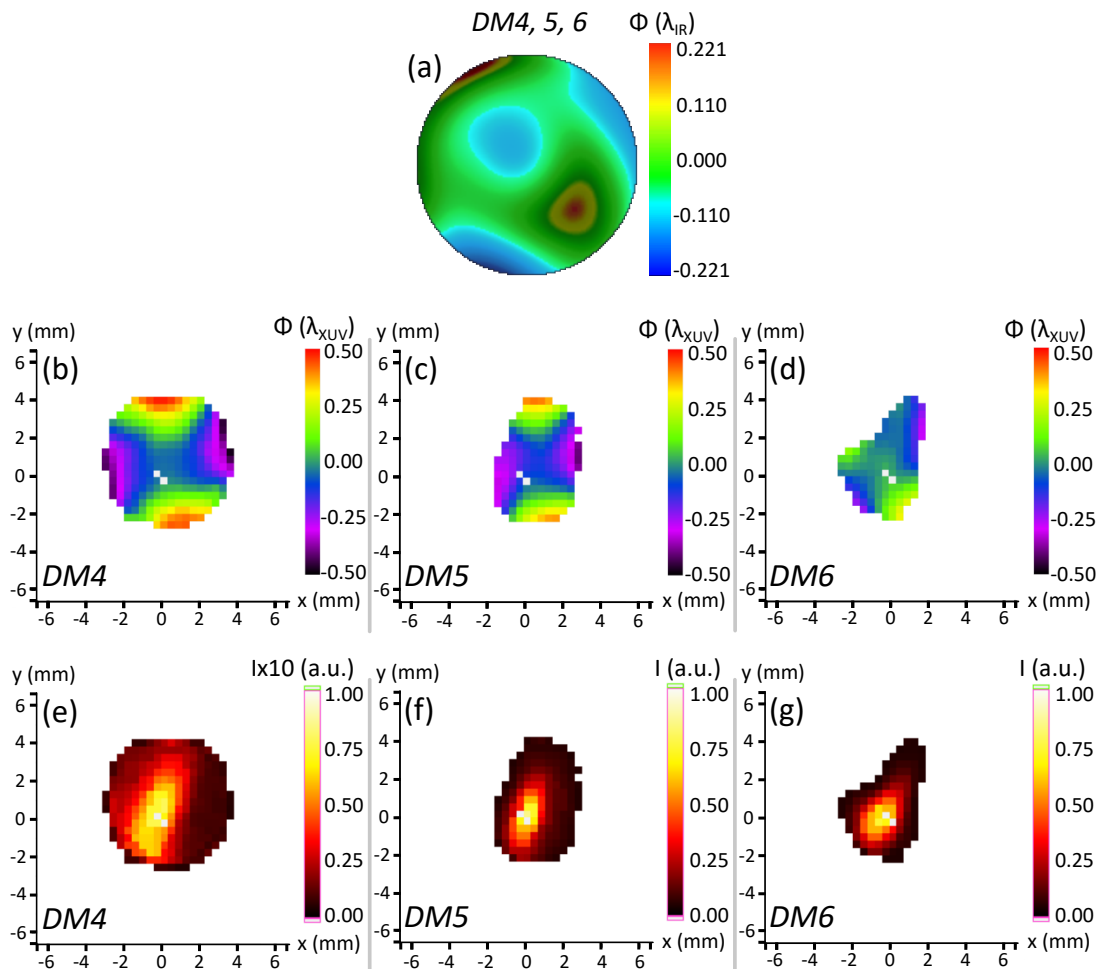 DM4, 5, 6 Φ (λIR)
(a)
0.221
0.110
0.000
-0.110
-0.221
y (mm) Φ (λXUV) y (mm) Φ (λXUV) y (mm) Φ (λXUV)
6 (b) 0.50 6 (c) 0.50 6 (d) 0.50
4 4 4
0.25 0.25 0.25
2 2 2
0 0.00 0 0.00 0 0.00
-2 -0.25 -2 -0.25 -2 -0.25
-4 -4 -4
-6 DM4 -0.50 -6 DM5 -0.50 -6 DM6 -0.50
x (mm) x (mm) x (mm)
-6 -4 -2 0 2 4 6 -6 -4 -2 0 2 4 6 -6 -4 -2 0 2 4 6
y (mm) Ix10 (a.u.) y (mm) I (a.u.) y (mm) I (a.u.)
6 (e) 1.00 6 (f) 1.00 6 (g) 1.00
4 4 4
0.75 0.75 0.75
2 2 2
0 0.50 0 0.50 0 0.50
-2 0.25 -2 0.25 -2 0.25
-4 -4 -4
DM4 0.00 DM5 0.00 DM6 0.00
-6 x (mm) -6 x (mm) -6 x (mm)
-6 -4 -2 0 2 4 6 -6 -4 -2 0 2 4 6 -6 -4 -2 0 2 4 6